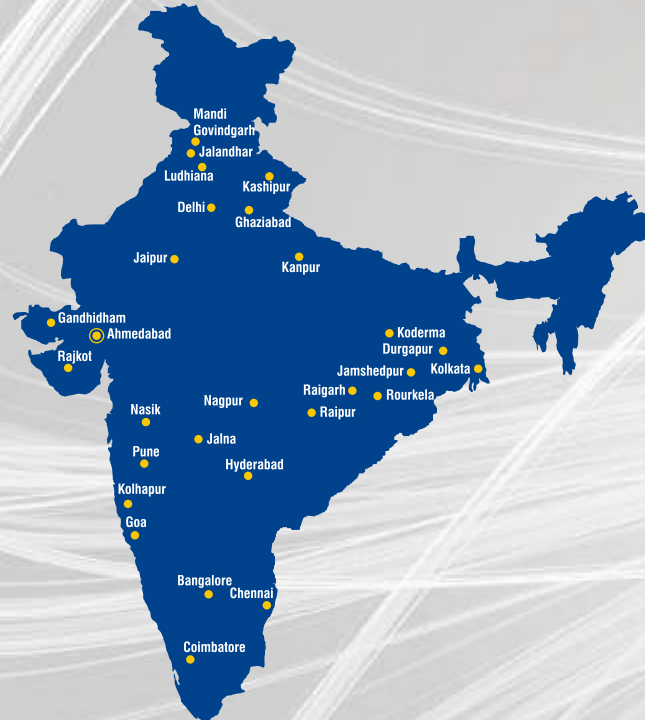 Mandi
Govindgarh
Jalandhar
Ludhiana
Kashipur
Delhi
Ghaziabad
Jaipur
Kanpur
Gandhidham
Ahmedabad
Koderma
Durgapur
Rajkot
Jamshedpur
Kolkata
Raigarh
Rourkela
Nagpur
Raipur
Nasik
Jalna
Pune
Hyderabad
Kolhapur
Goa
Bangalore
Chennai
Coimbatore